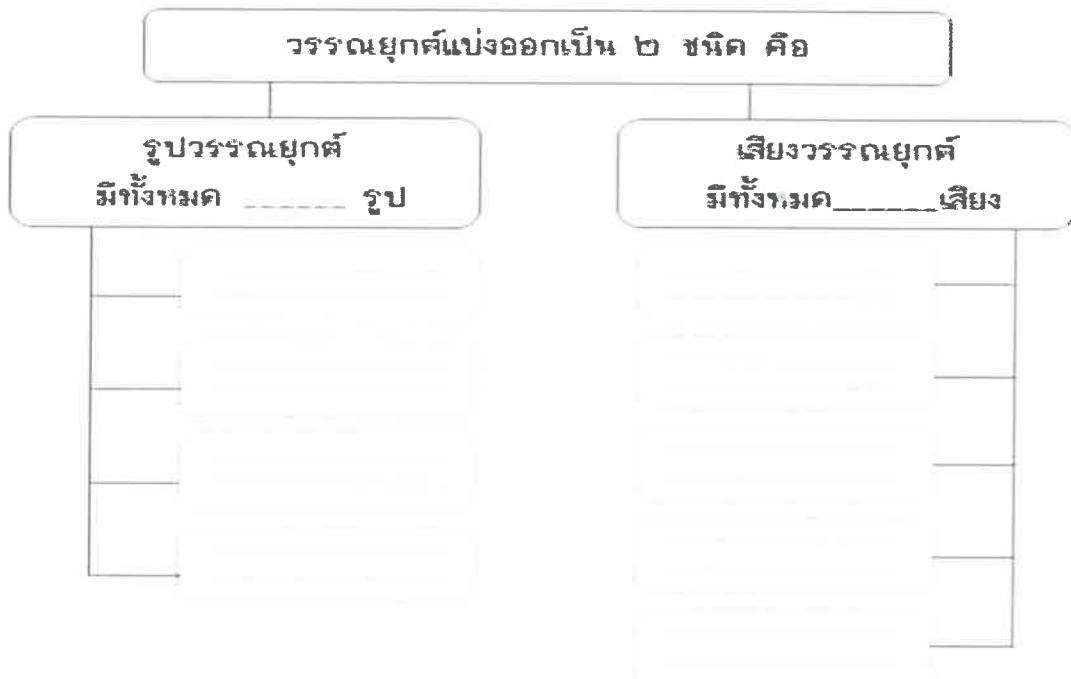 วรรณยุกต์แบ่งออกเป็น ๒ ชนิด คือ
รูปวรรณยุกต์
มีทั้งหมด ______ รูป
เสียงวรรณยุกต์
มีทั้งหมด______เสียง